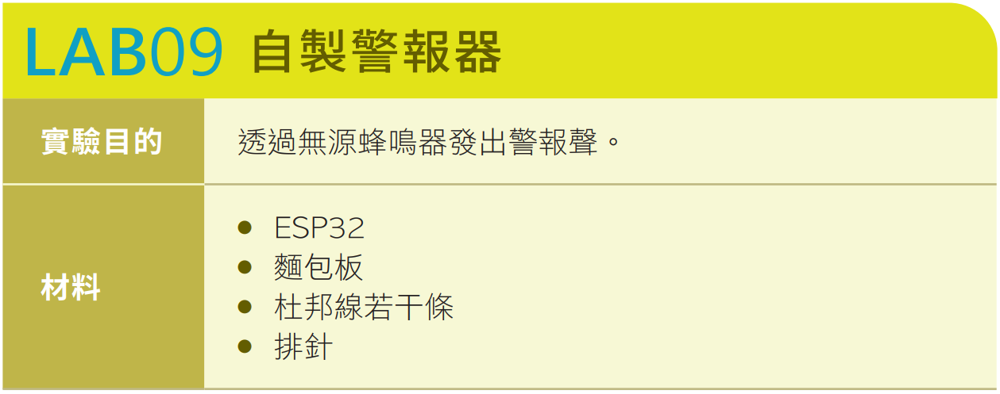 LAB09 自製警報器
實驗目的
透過無源蜂鳴器發出警報聲。
材料
● ESP32
● 麵包板
● 杜邦線若干條
● 排針